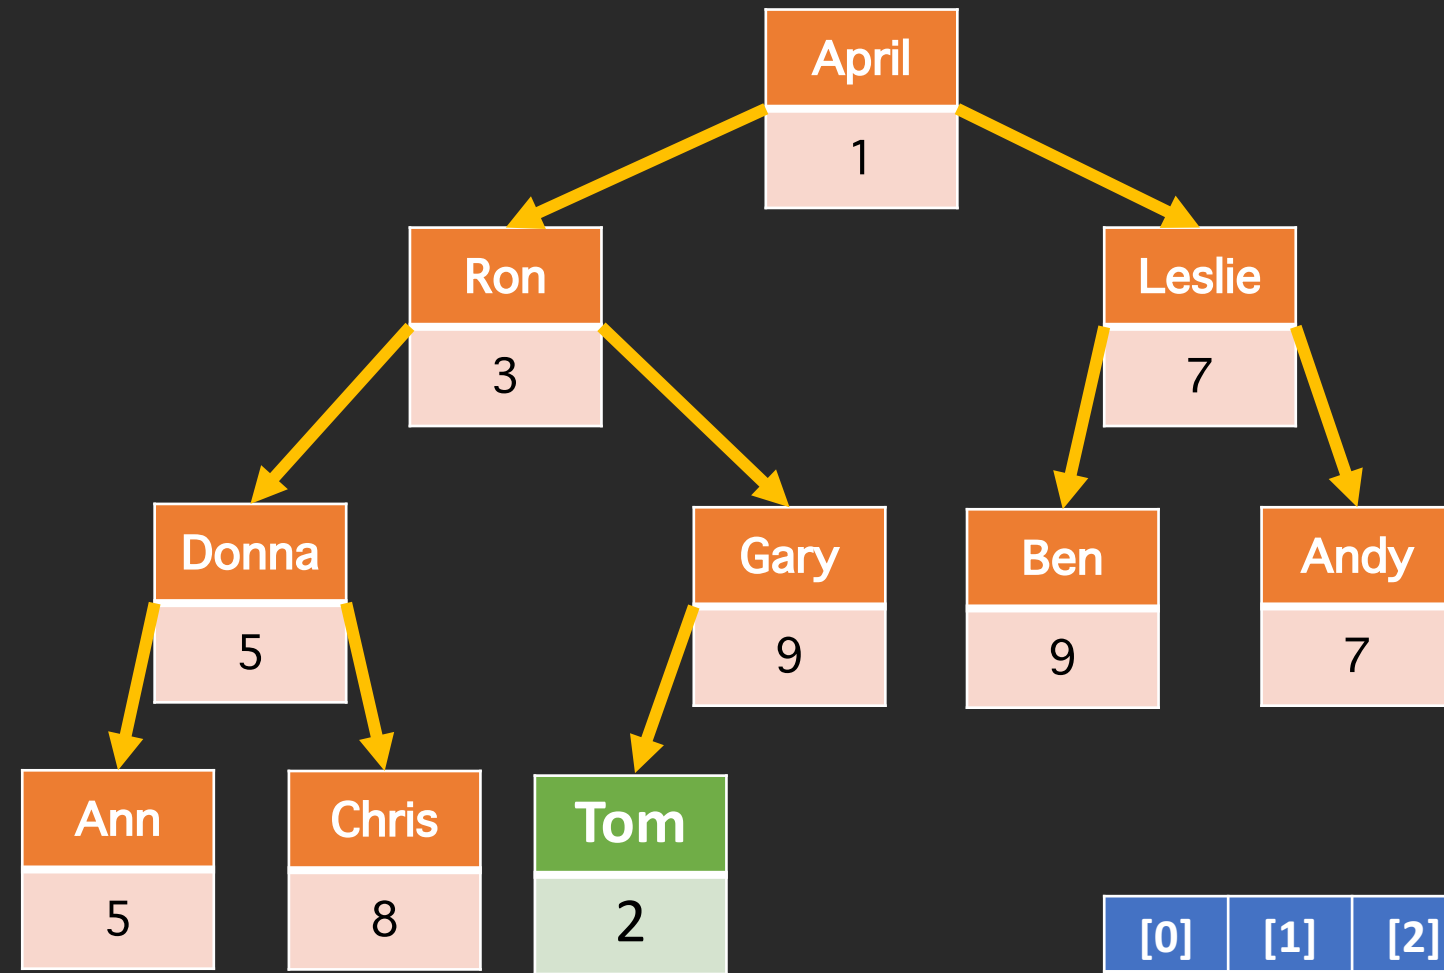 April
1
Ron
3
Leslie
7
Donna
5
Gary
9
Ben
9
Andy
7
Ann
5
Chris
8
Tom
2
[0] [1] [2]